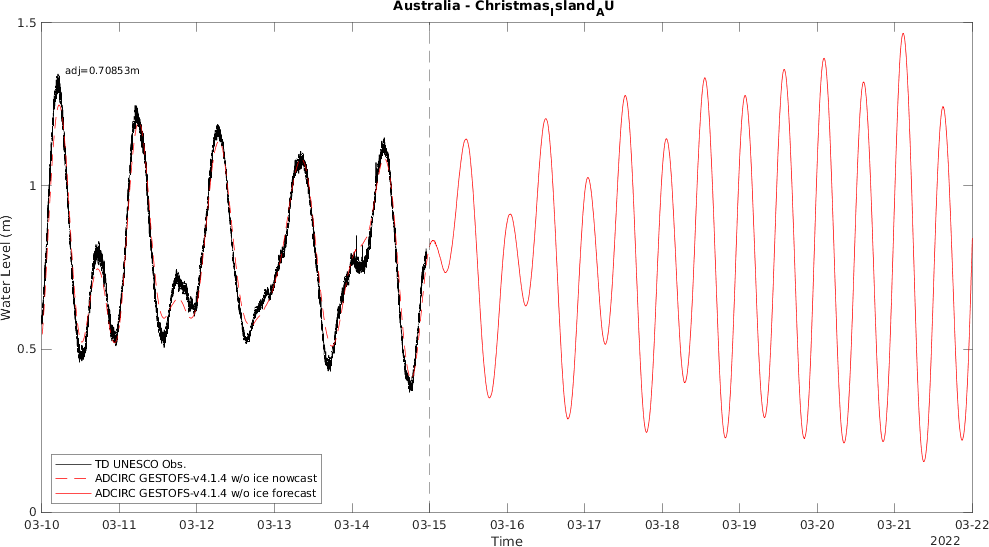 Australia - Christmas_Island_AU
1.5
adj=0.70853m
1
Water Level (m)
0.5
TD UNESCO Obs.
ADCIRC GESTOFS-v4.1.4 w/o ice nowcast
ADCIRC GESTOFS-v4.1.4 w/o ice forecast
0
03-10 03-11 03-12 03-13 03-14 03-15 03-16 03-17 03-18 03-19 03-20 03-21 03-22
Time
2022